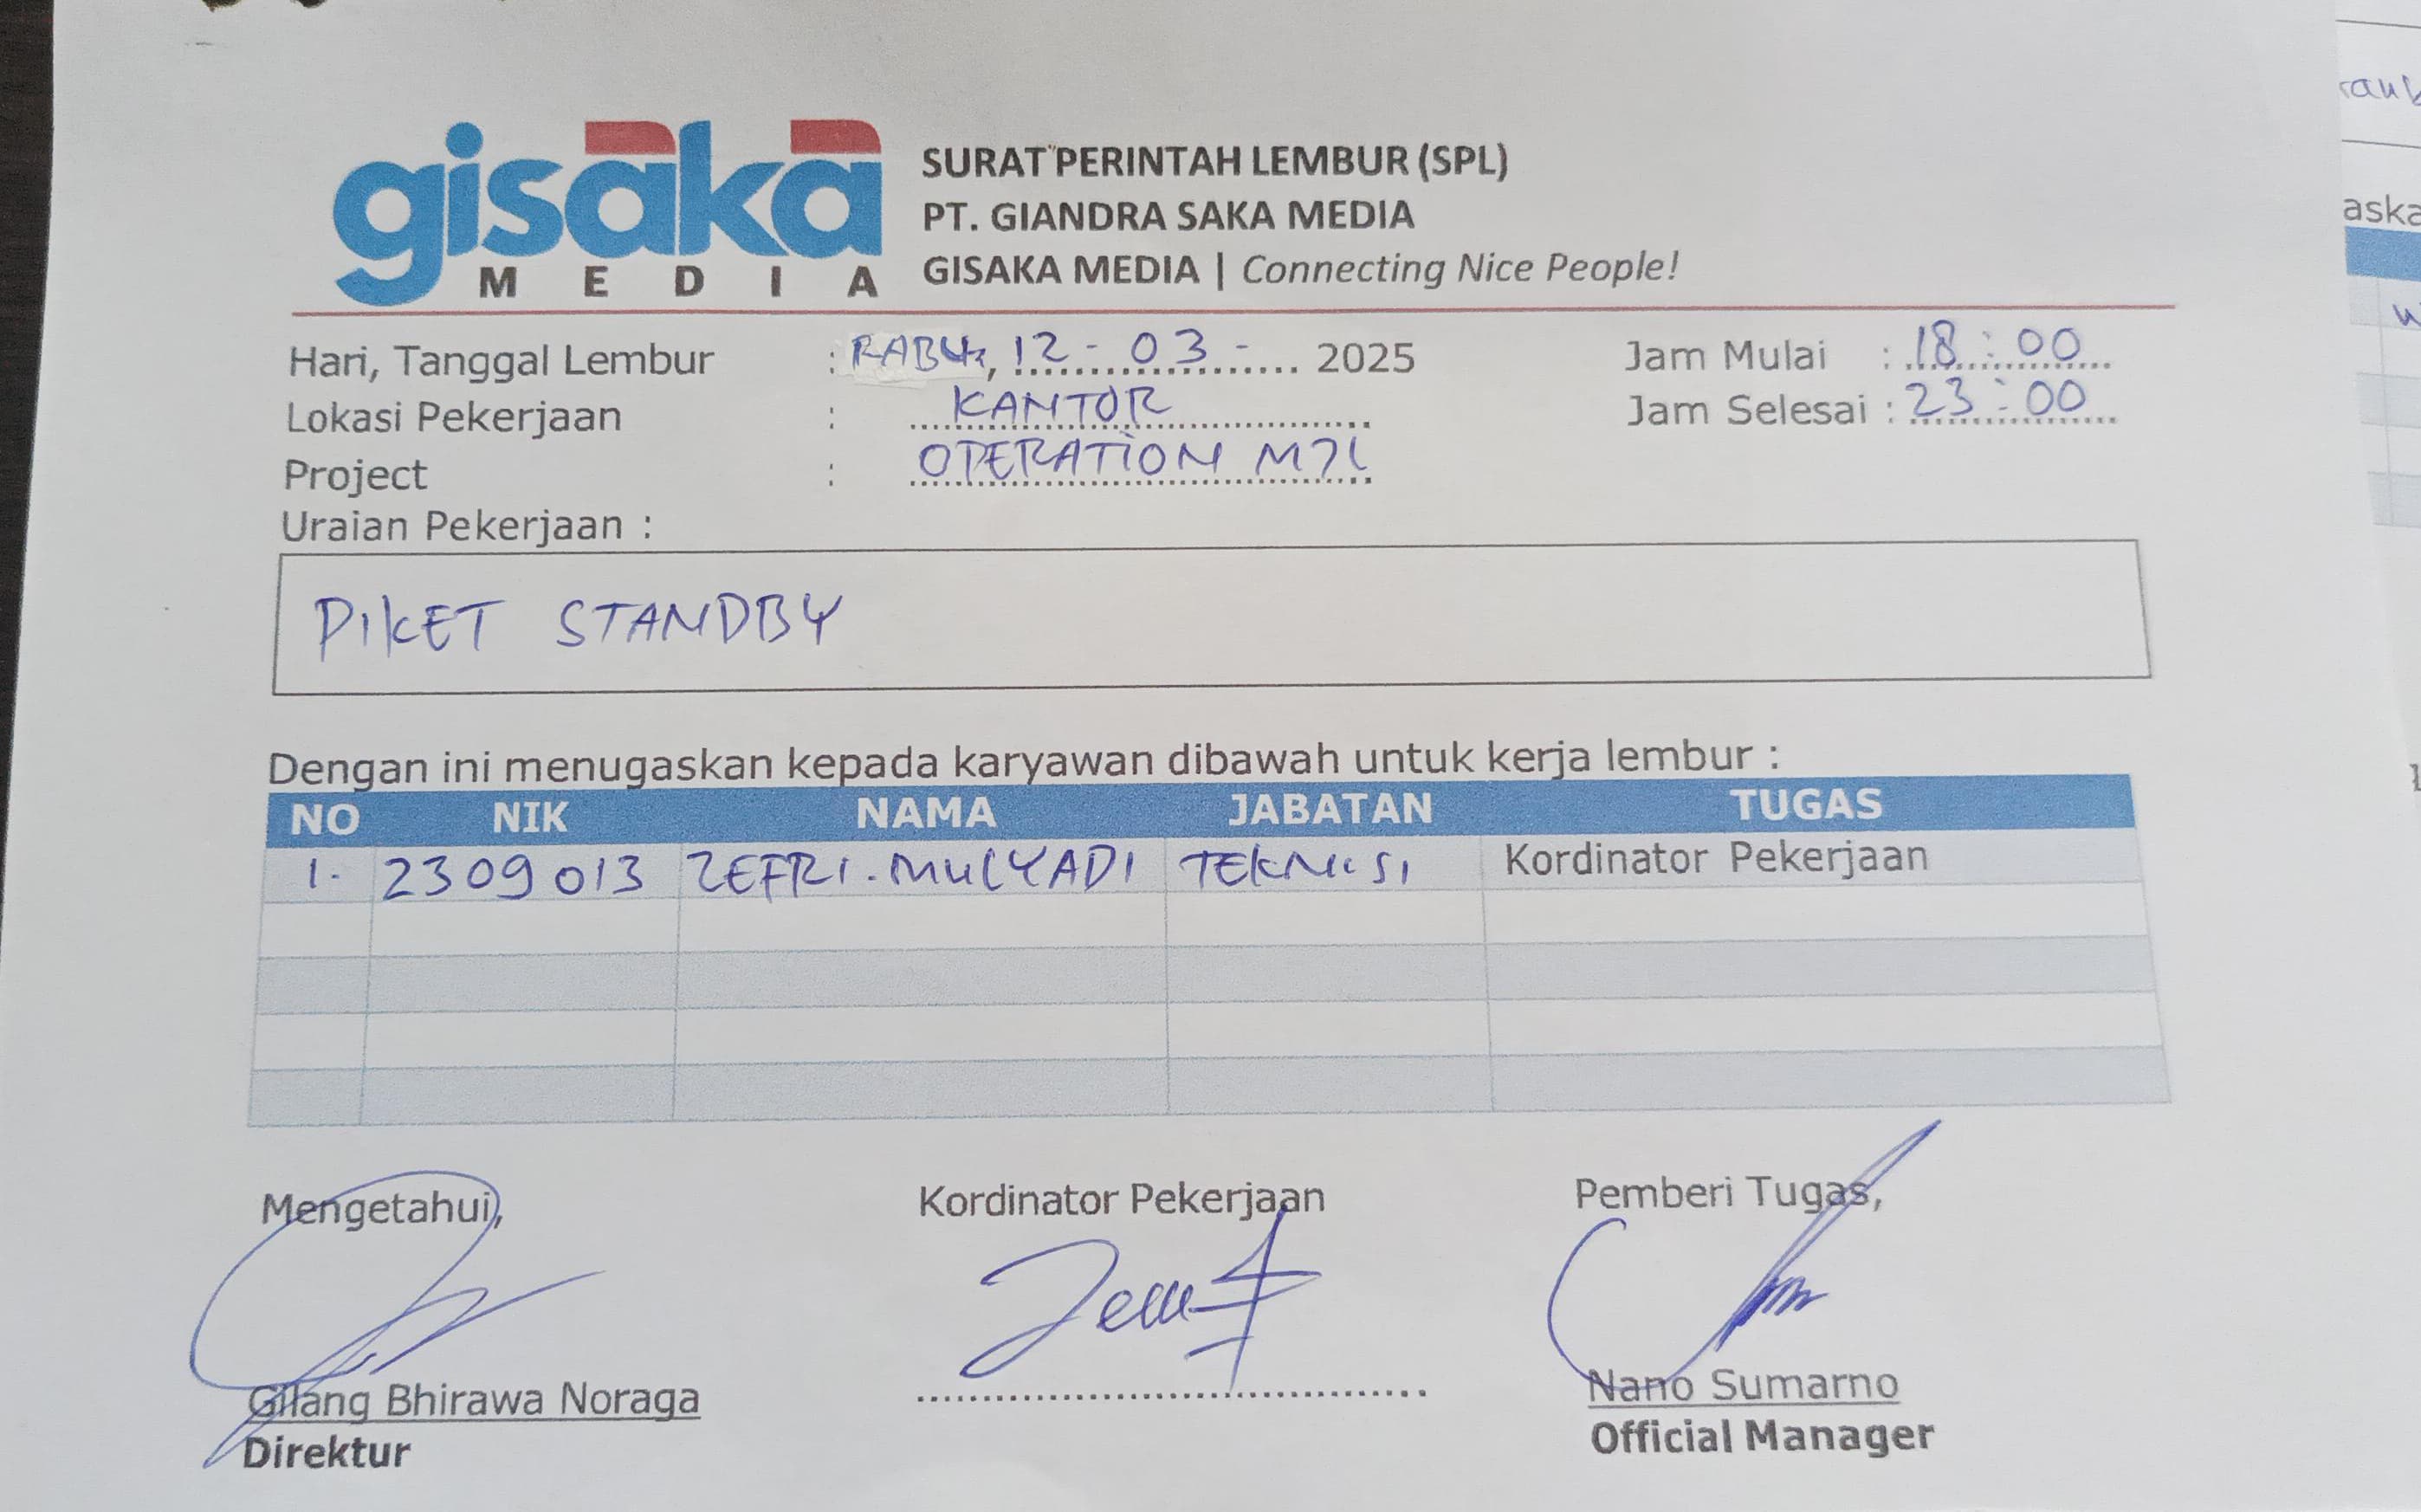 gisaka
MEDIA
SURAT PERINTAH LEMBUR (SPL)
PT. GIANDRA SAKA MEDIA
GISAKA MEDIA | Connecting Nice People!
Hari, Tanggal Lembur : RABU, 12 - 03 - 2025 Jam Mulai : 18 : 00
Lokasi Pekerjaan : KANTOR Jam Selesai : 23 : 00
Project : OPERATION
Uraian Pekerjaan :
PIKET STANDBY
Dengan ini menugaskan kepada karyawan dibawah untuk kerja lembur :
NO NIK NAMA JABATAN TUGAS
1. 2309013 ZEFRI. MULYADI TEKNISI Kordinator Pekerjaan
Mengetahui, Kordinator Pekerjaan Pemberi Tugas,
Gilang Bhirawa Noraga Nano Sumarno
Direktur Official Manager